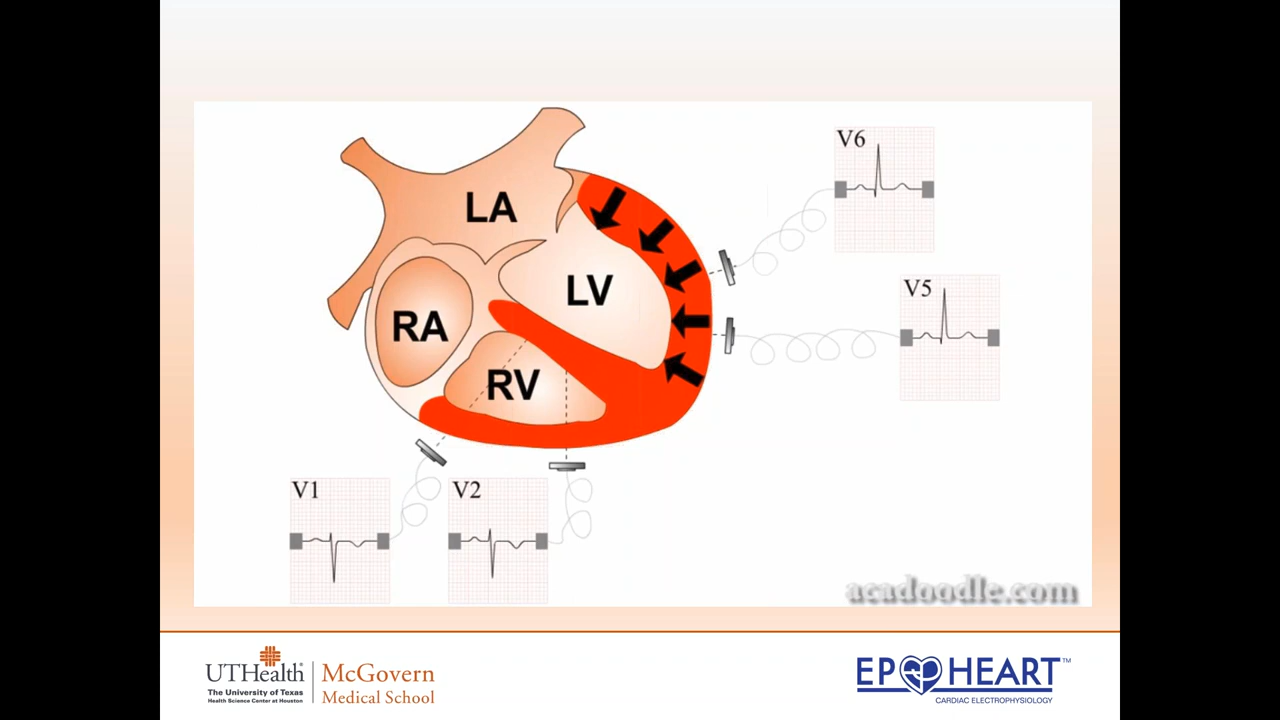 V6
LA
LV
V5
RA
RV
V1
V2
acadoodle.com
UTHealth
The University of Texas
Health Science Center at Houston
McGovern
Medical School
EP HEART™
CARDIAC ELECTROPHYSIOLOGY